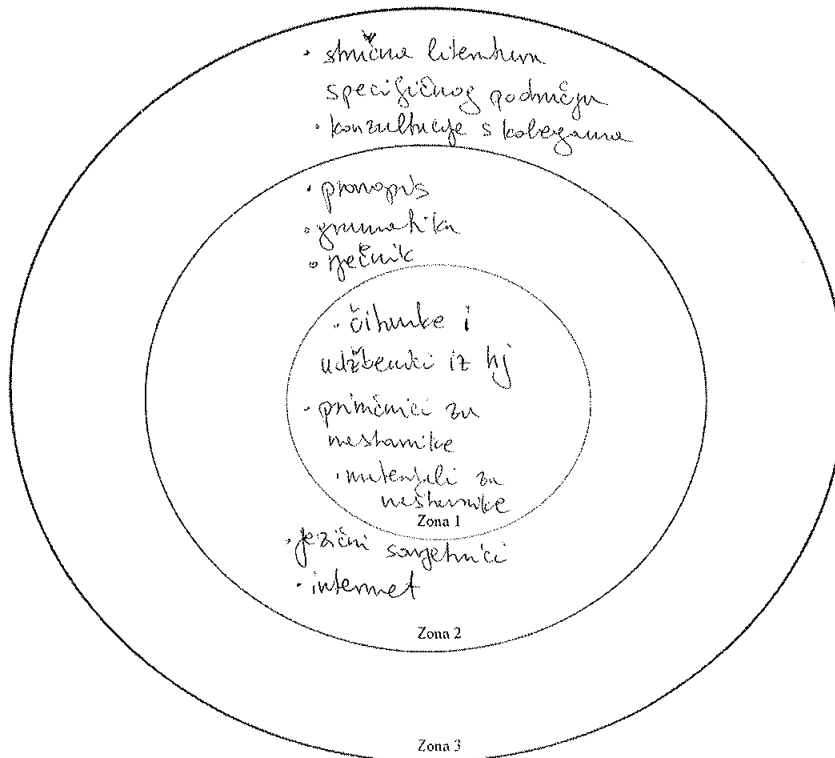 · stručna literatura
specifičnog područja
· konzultacije s kolegama
· pravopis
· gramatika
· rječnik
· čitanke i
udžbenici iz hj
· priručnici za
nastavnike
· materijali za
nastavnike
Zona 1
· jezični savjetnici
· internet
Zona 2
Zona 3